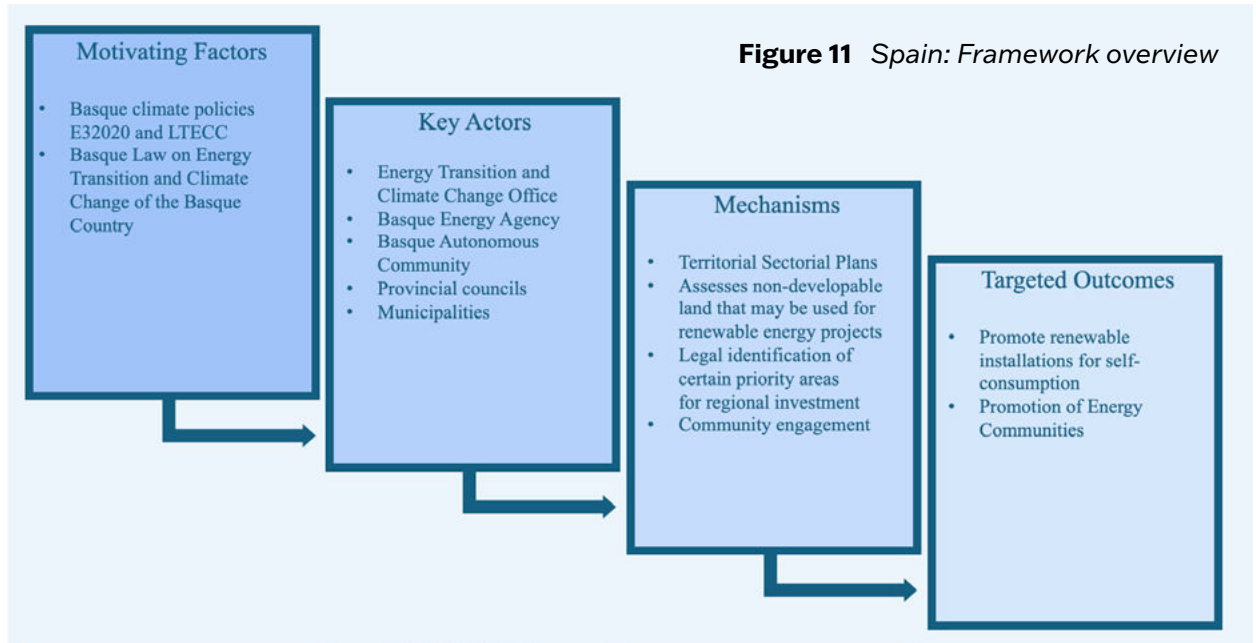 Figure 11 Spain: Framework overview
Motivating Factors
• Basque climate policies
E32020 and LTECC
• Basque Law on Energy
Transition and Climate
Change of the Basque
Country
Key Actors
• Energy Transition and
Climate Change Office
• Basque Energy Agency
• Basque Autonomous
Community
• Provincial councils
• Municipalities
Mechanisms
• Territorial Sectorial Plans
• Assesses non-developable
land that may be used for
renewable energy projects
• Legal identification of
certain priority areas
for regional investment
• Community engagement
Targeted Outcomes
• Promote renewable
installations for self-
consumption
• Promotion of Energy
Communities